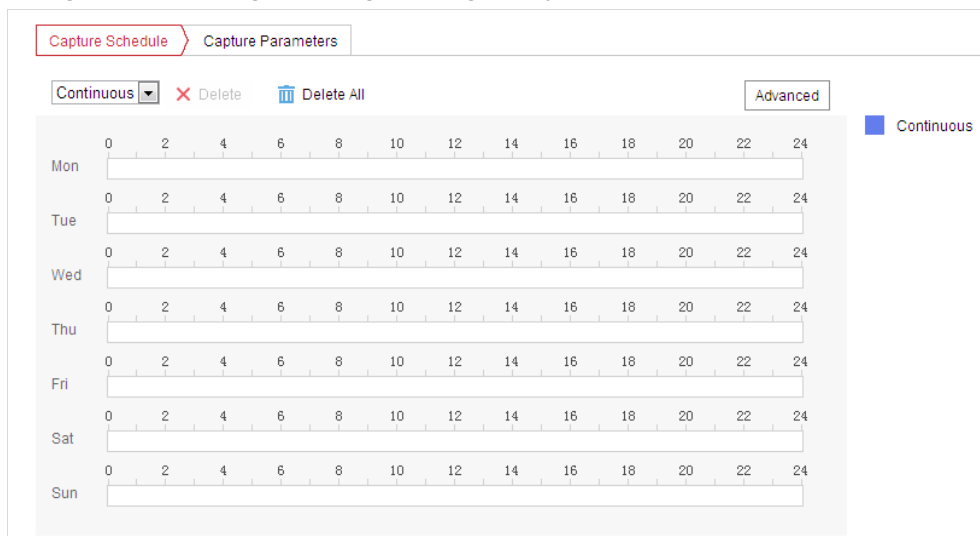 Capture Schedule Capture Parameters
Continuous Delete Delete All Advanced
Continuous
0 2 4 6 8 10 12 14 16 18 20 22 24
Mon
0 2 4 6 8 10 12 14 16 18 20 22 24
Tue
0 2 4 6 8 10 12 14 16 18 20 22 24
Wed
0 2 4 6 8 10 12 14 16 18 20 22 24
Thu
0 2 4 6 8 10 12 14 16 18 20 22 24
Fri
0 2 4 6 8 10 12 14 16 18 20 22 24
Sat
0 2 4 6 8 10 12 14 16 18 20 22 24
Sun